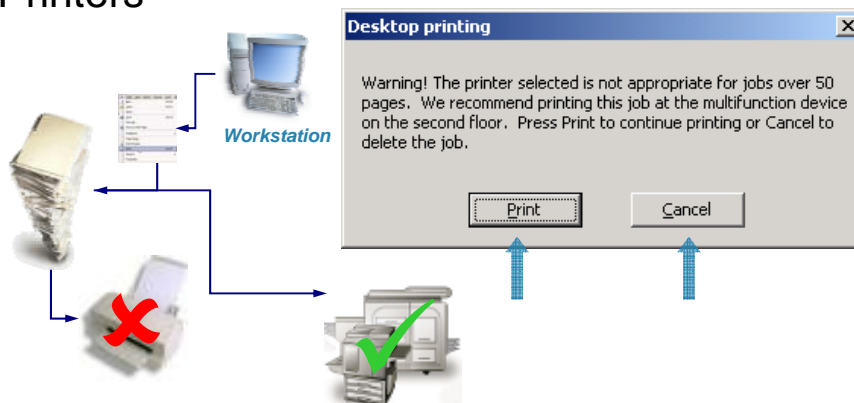 Printers
Desktop printing
Warning! The printer selected is not appropriate for jobs over 50
pages. We recommend printing this job at the multifunction device
on the second floor. Press Print to continue printing or Cancel to
delete the job.
Workstation
Print
Cancel